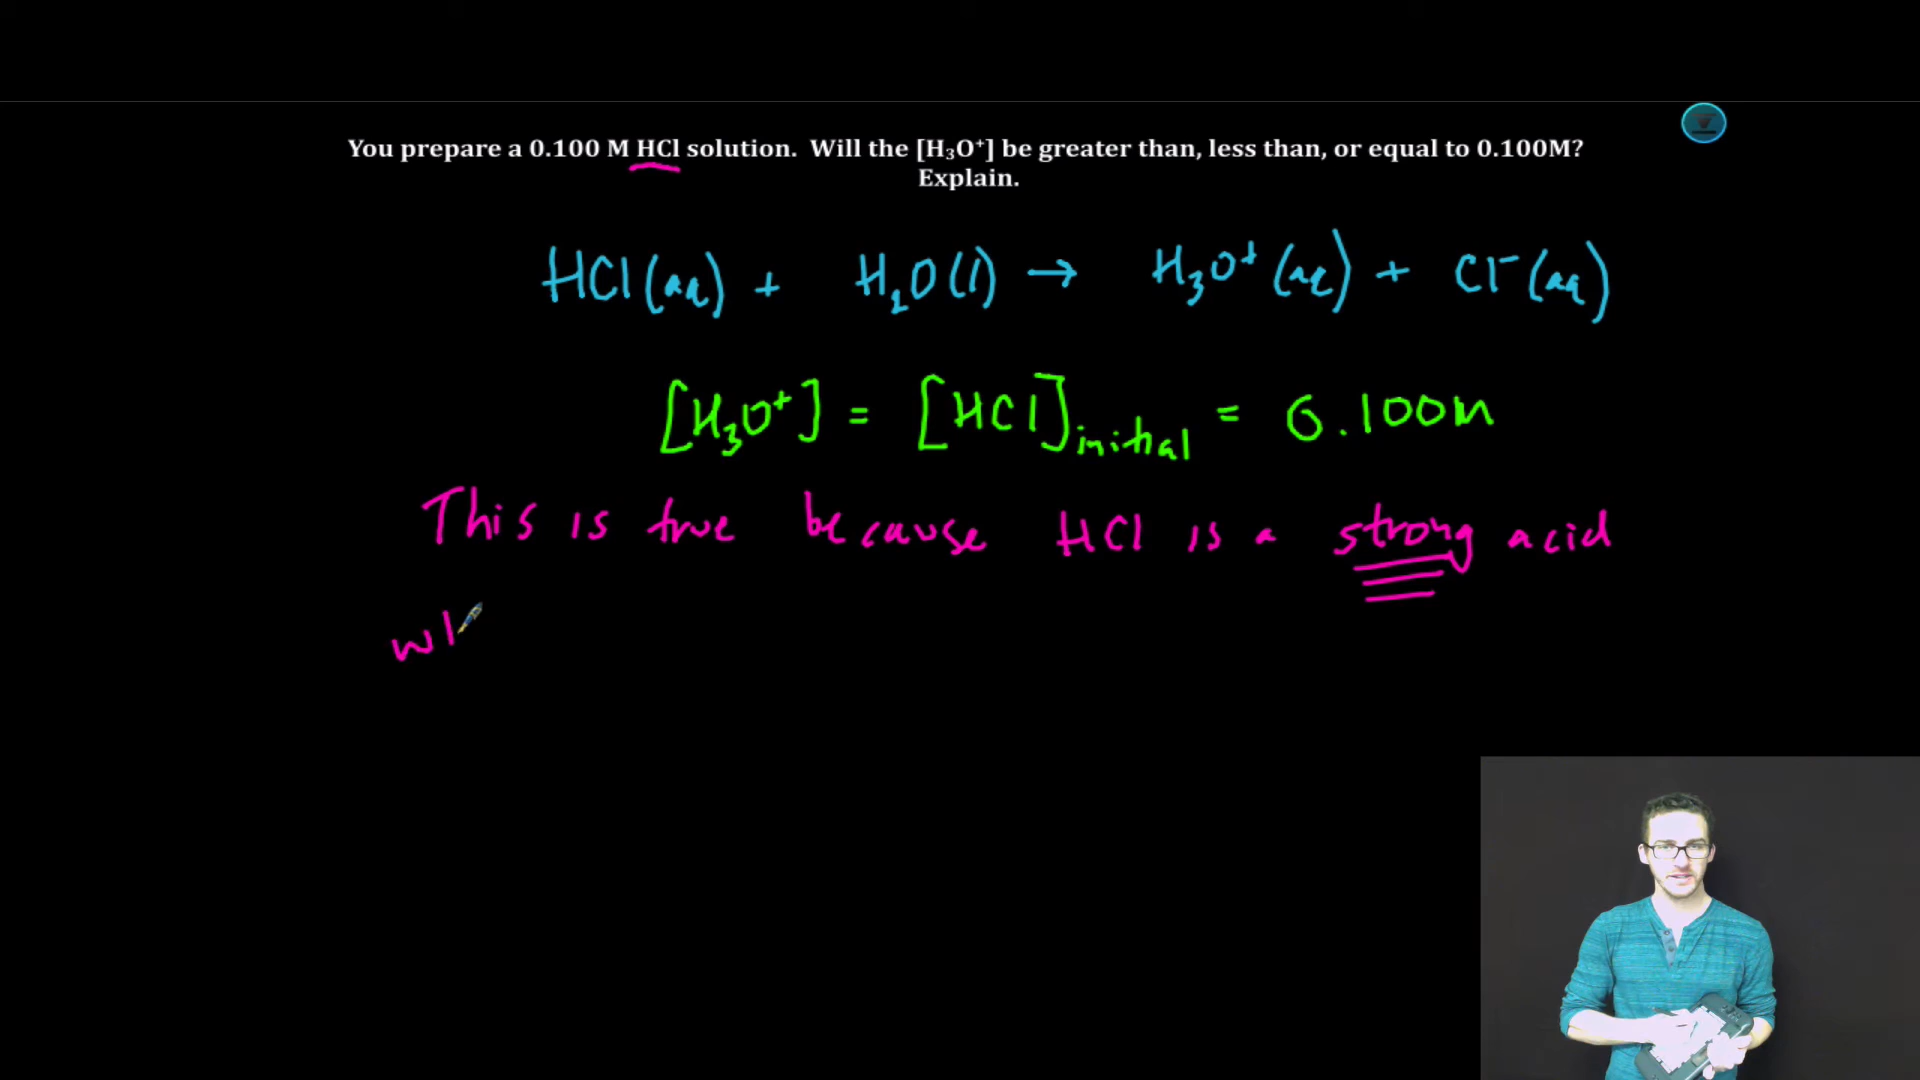 You prepare a 0.100 M HCl solution. Will the [H₃O⁺] be greater than, less than, or equal to 0.100M?
Explain.
HCl(aq) + H₂O(l) → H₃O⁺(aq) + Cl⁻(aq)
[H₃O⁺] = [HCl]initial = 0.100M
This is true because HCl is a strong acid